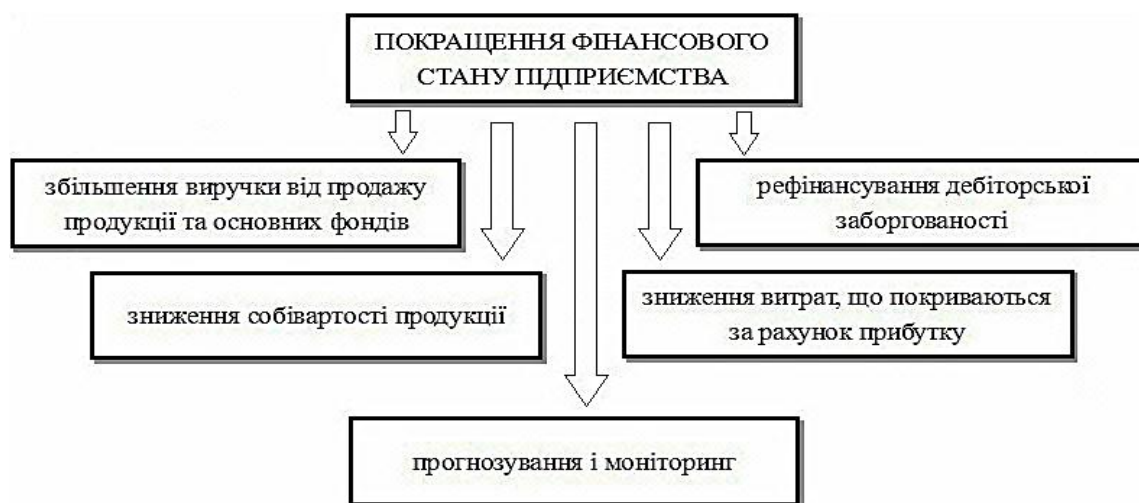 ПОКРАЩЕННЯ ФІНАНСОВОГО
СТАНУ ПІДПРИЄМСТВА
збільшення виручки від продажу
продукції та основних фондів
рефінансування дебіторської
заборгованості
зниження собівартості продукції
зниження витрат, що покриваються
за рахунок прибутку
прогнозування і моніторинг